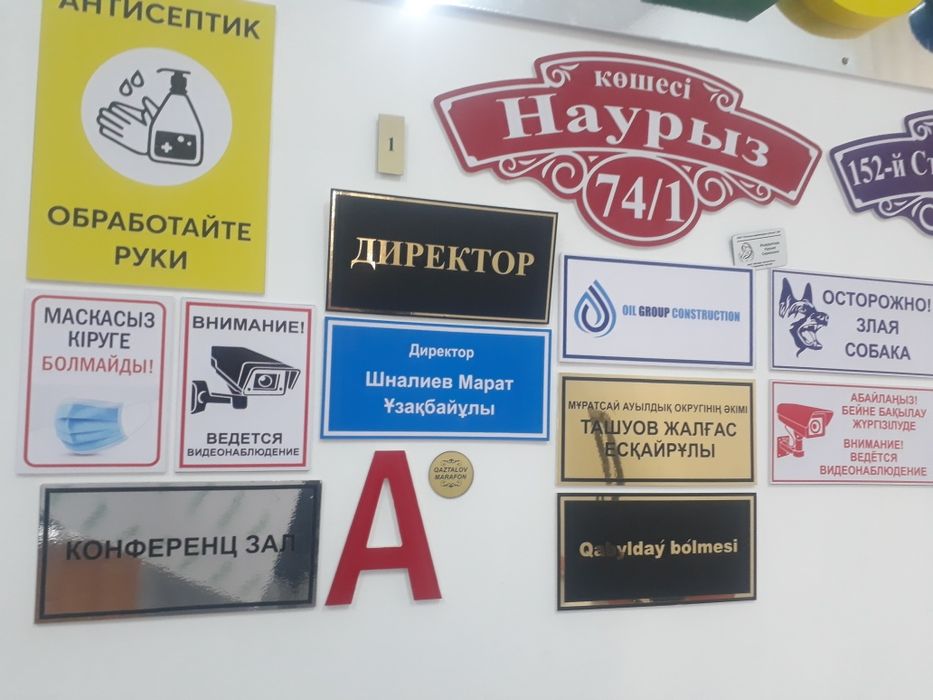 АНТИСЕПТИК
ОБРАБОТАЙТЕ
РУКИ
1
көшесі
Наурыз
74/1
152-й Ст
ДИРЕКТОР
OIL GROUP CONSTRUCTION
ОСТОРОЖНО!
ЗЛАЯ
СОБАКА
МАСКАСЫЗ
КІРУГЕ
БОЛМАЙДЫ!
ВНИМАНИЕ!
ВЕДЕТСЯ
ВИДЕОНАБЛЮДЕНИЕ
Директор
Шналиев Марат
Ұзақбайұлы
МҰРАТСАЙ АУЫЛДЫҚ ОКРУГІНІҢ ӘКІМІ
ТАШУОВ ЖАЛҒАС
ЕСҚАЙРҰЛЫ
АБАЙЛАҢЫЗ!
БЕЙНЕ БАҚЫЛАУ
ЖҮРГІЗІЛУДЕ
ВНИМАНИЕ!
ВЕДЁТСЯ
ВИДЕОНАБЛЮДЕНИЕ
КОНФЕРЕНЦ ЗАЛ
А
QAZTALOV
MARAFON
Qabyldaý bólmesi